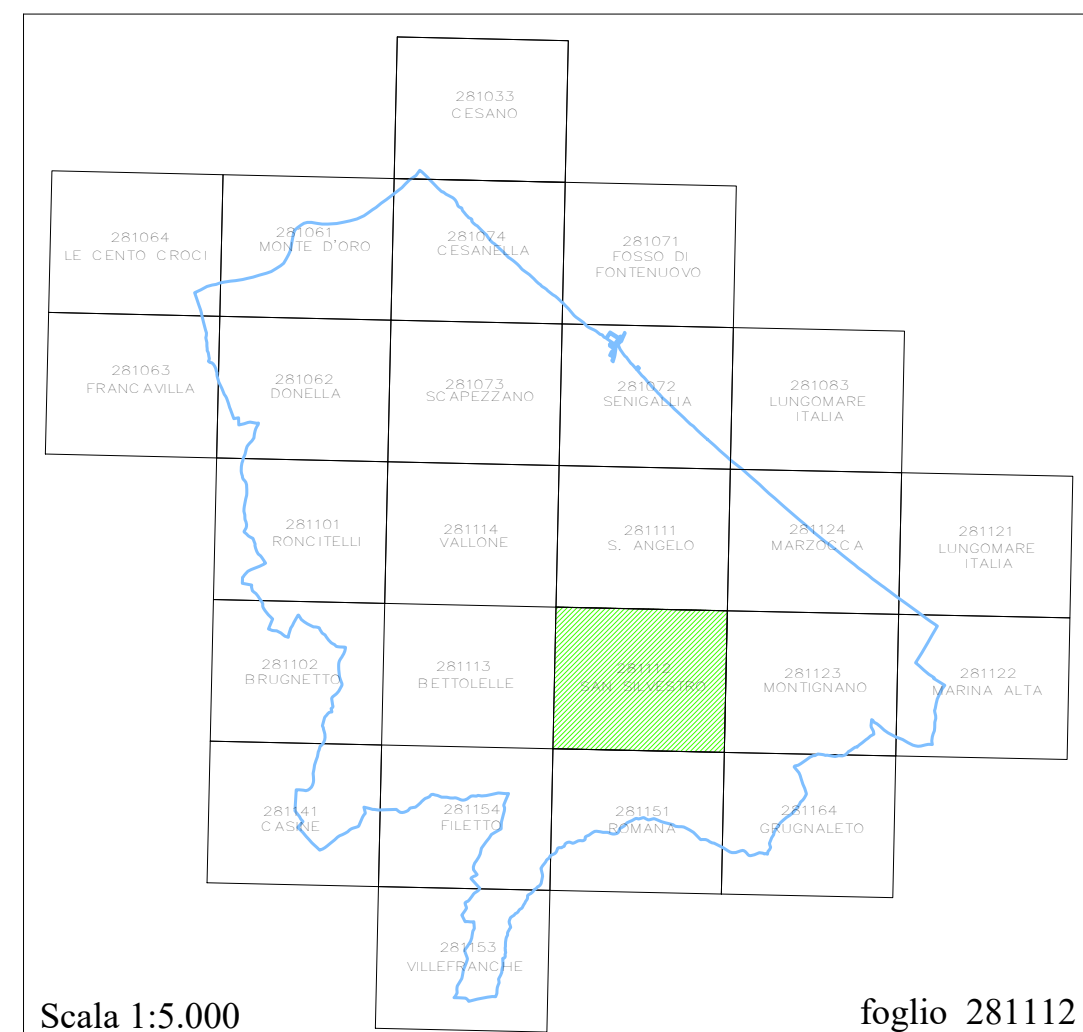 281033
CESANO
281064
LE CENTO CROCI
281061
MONTE D'ORO
281074
CESANELLA
281071
FOSSO DI
FONTENUOVO
281063
FRANCAVILLA
281062
DONELLA
281073
SCAPEZZANO
281072
SENIGALLIA
281083
LUNGOMARE
ITALIA
281101
RONCITELLI
281114
VALLONE
281111
S. ANGELO
281124
MARZOCCA
281121
LUNGOMARE
ITALIA
281102
BRUGNETTO
281113
BETTOLELLE
281112
SAN SILVESTRO
281123
MONTIGNANO
281122
MARINA ALTA
281141
CASINE
281154
FILETTO
281151
ROMANA
281164
GRUGNALETO
281153
VILLEFRANCHE
Scala 1:5.000
foglio 281112